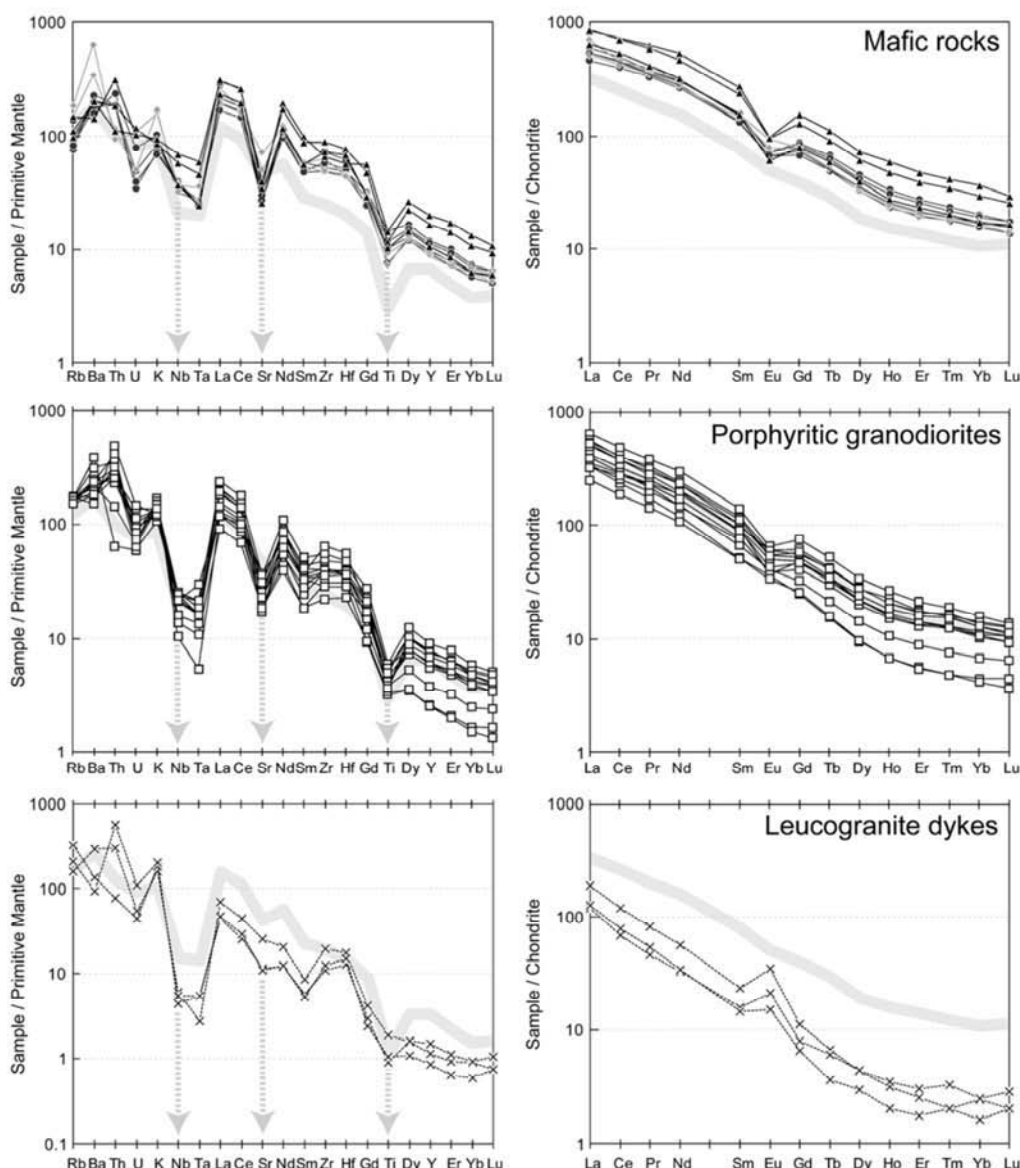 Mafic rocks
Sample / Primitive Mantle
1000
100
10
1
Rb Ba Th U K Nb Ta La Ce Sr Nd Sm Zr Hf Gd Ti Dy Y Er Yb Lu
Sample / Chondrite
1000
100
10
1
La Ce Pr Nd Sm Eu Gd Tb Dy Ho Er Tm Yb Lu
Porphyritic granodiorites
Sample / Primitive Mantle
1000
100
10
1
Rb Ba Th U K Nb Ta La Ce Sr Nd Sm Zr Hf Gd Ti Dy Y Er Yb Lu
Sample / Chondrite
1000
100
10
1
La Ce Pr Nd Sm Eu Gd Tb Dy Ho Er Tm Yb Lu
Leucogranite dykes
Sample / Primitive Mantle
1000
100
10
1
0.1
Rb Ba Th U K Nb Ta La Ce Sr Nd Sm Zr Hf Gd Ti Dy Y Er Yb Lu
Sample / Chondrite
1000
100
10
1
La Ce Pr Nd Sm Eu Gd Tb Dy Ho Er Tm Yb Lu